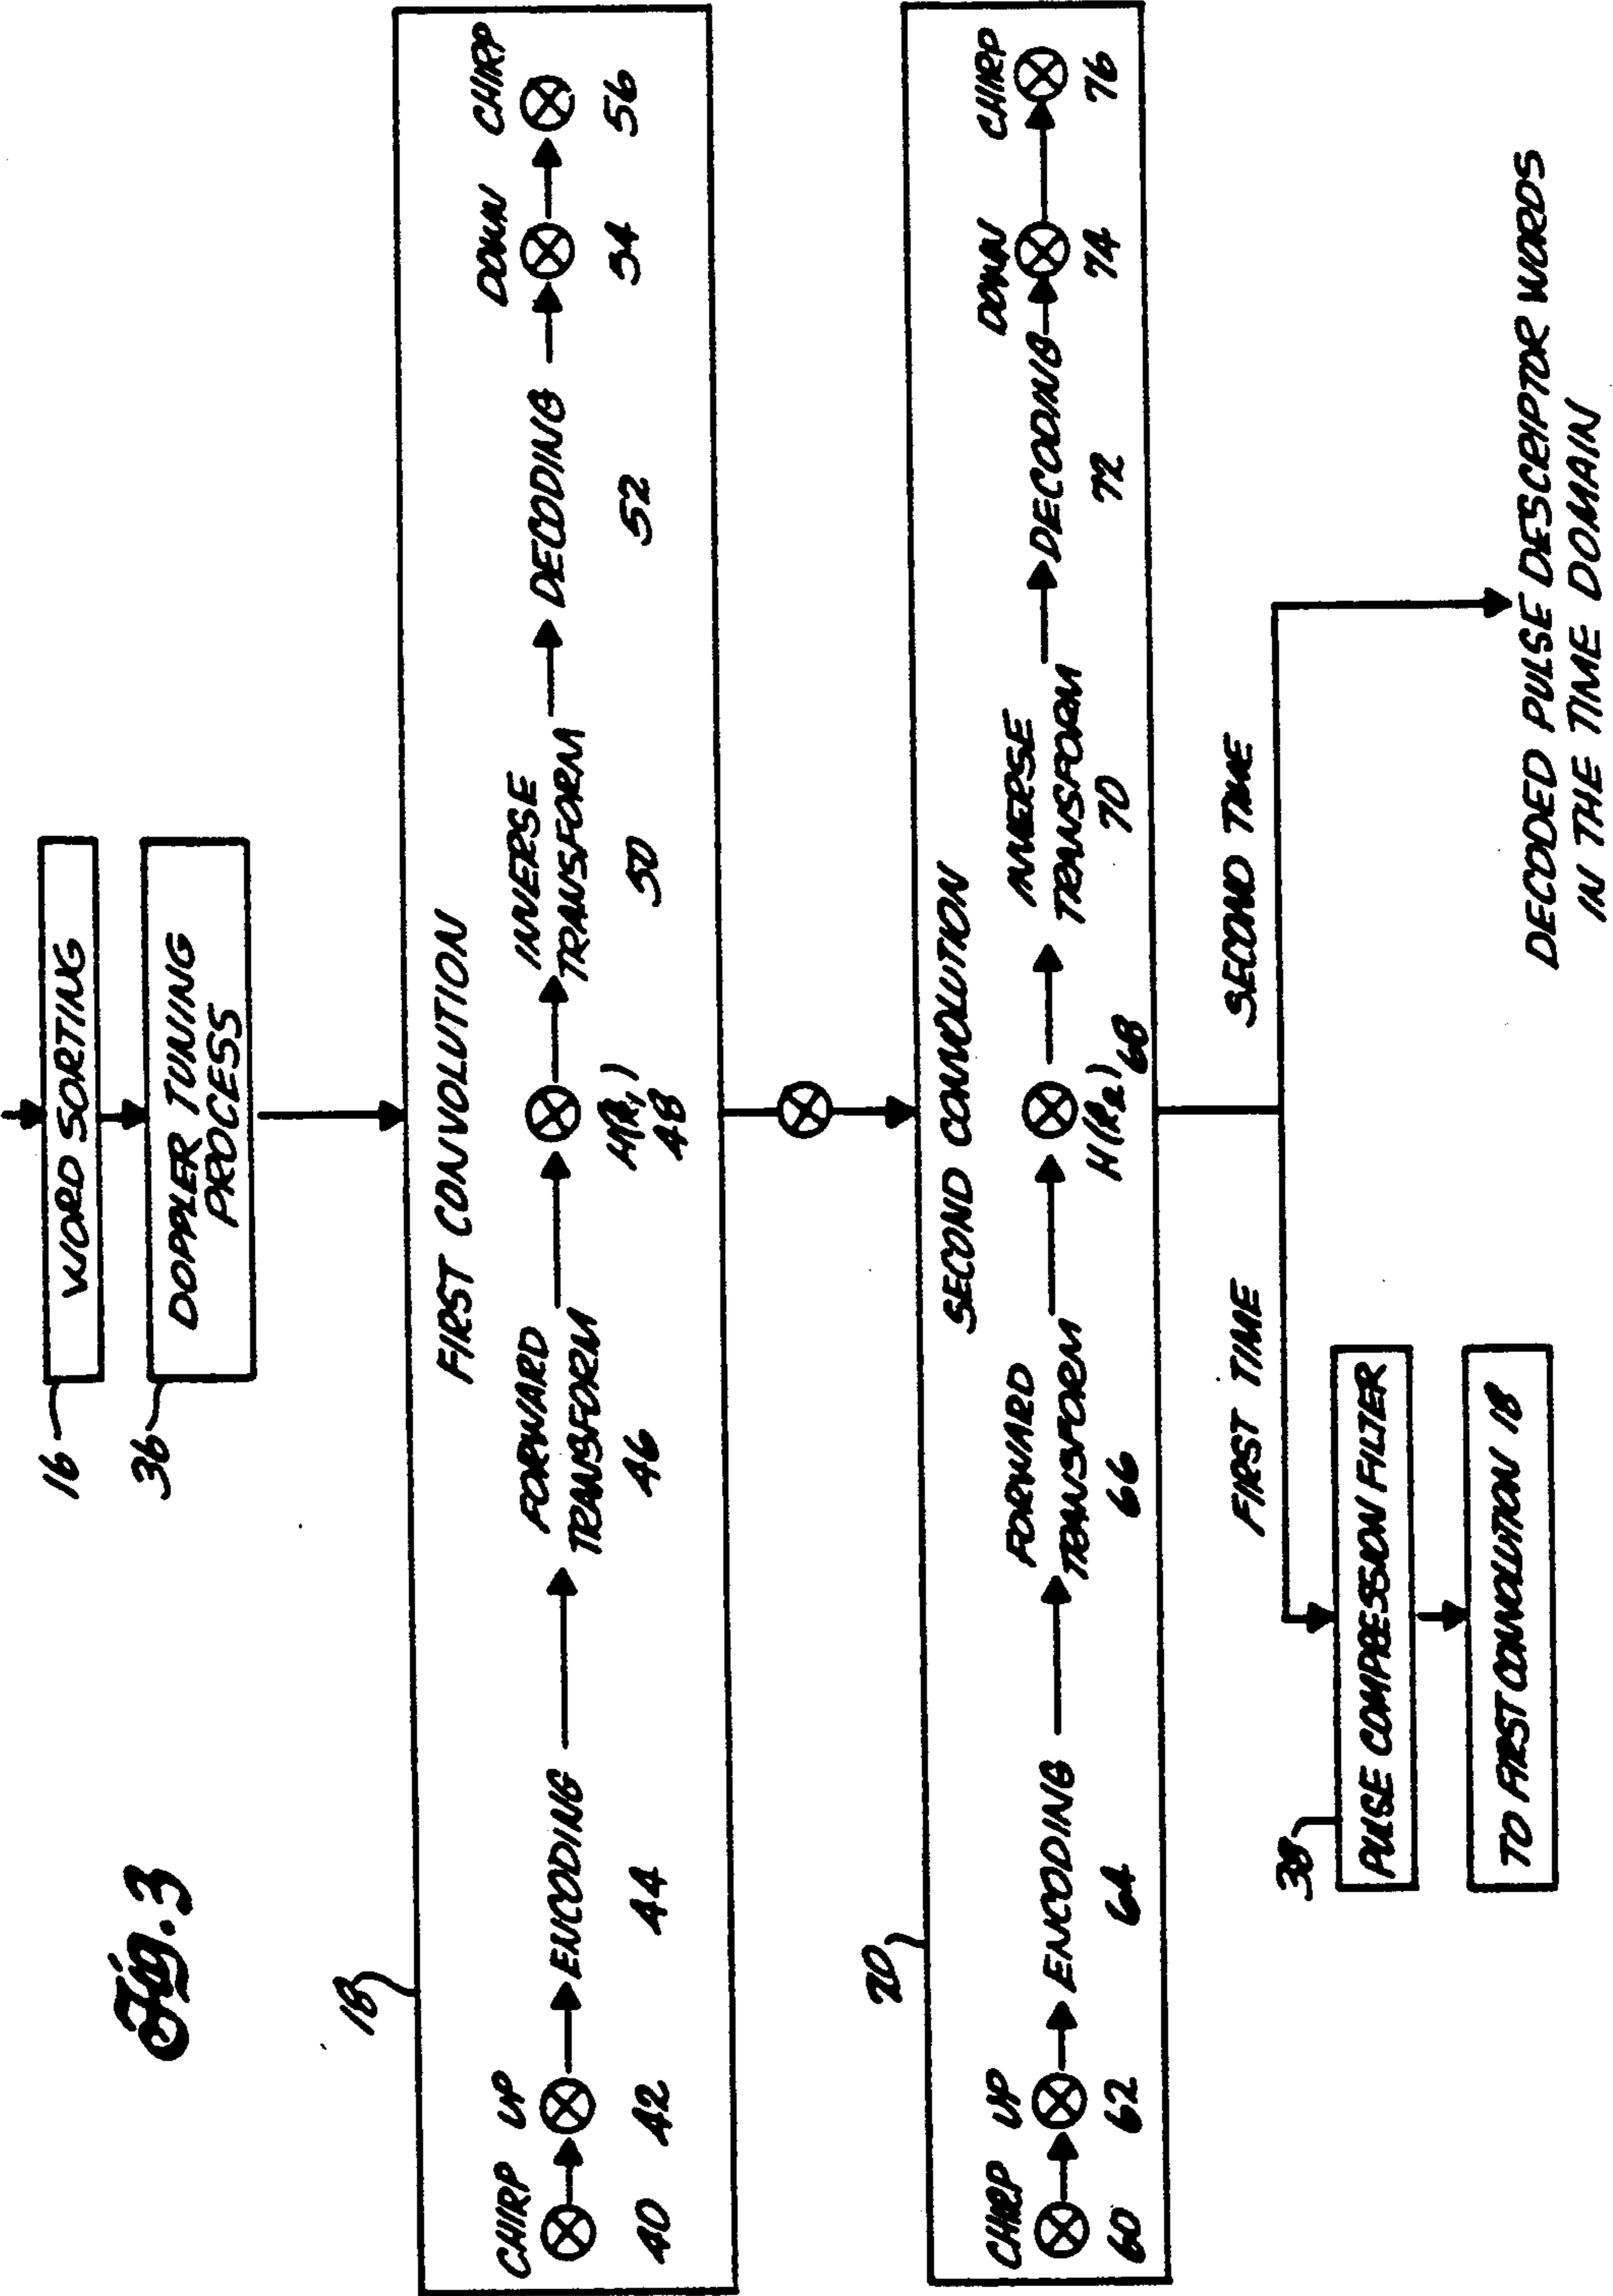 Fig. 3
16
WORD SORTING
36
DOPPLER TUNING
PROCESS
18
FIRST CONVOLUTION
CHIRP UP
FORWARD
TRANSFORM
INVERSE
TRANSFORM
DOWN CHIRP
ENCODING
DECODING
40 42 44 46 H(k₁) 48 50 52 54 56
20
SECOND CONVOLUTION
CHIRP UP
FORWARD
TRANSFORM
INVERSE
TRANSFORM
DOWN CHIRP
ENCODING
DECODING
60 62 64 66 H(k₂) 68 70 72 74 76
FIRST TIME
SECOND TIME
38
PULSE COMPRESSION FILTER
TO FIRST CONVOLUTION 18
DECODED PULSE DESCRIPTOR WORDS
IN THE TIME DOMAIN